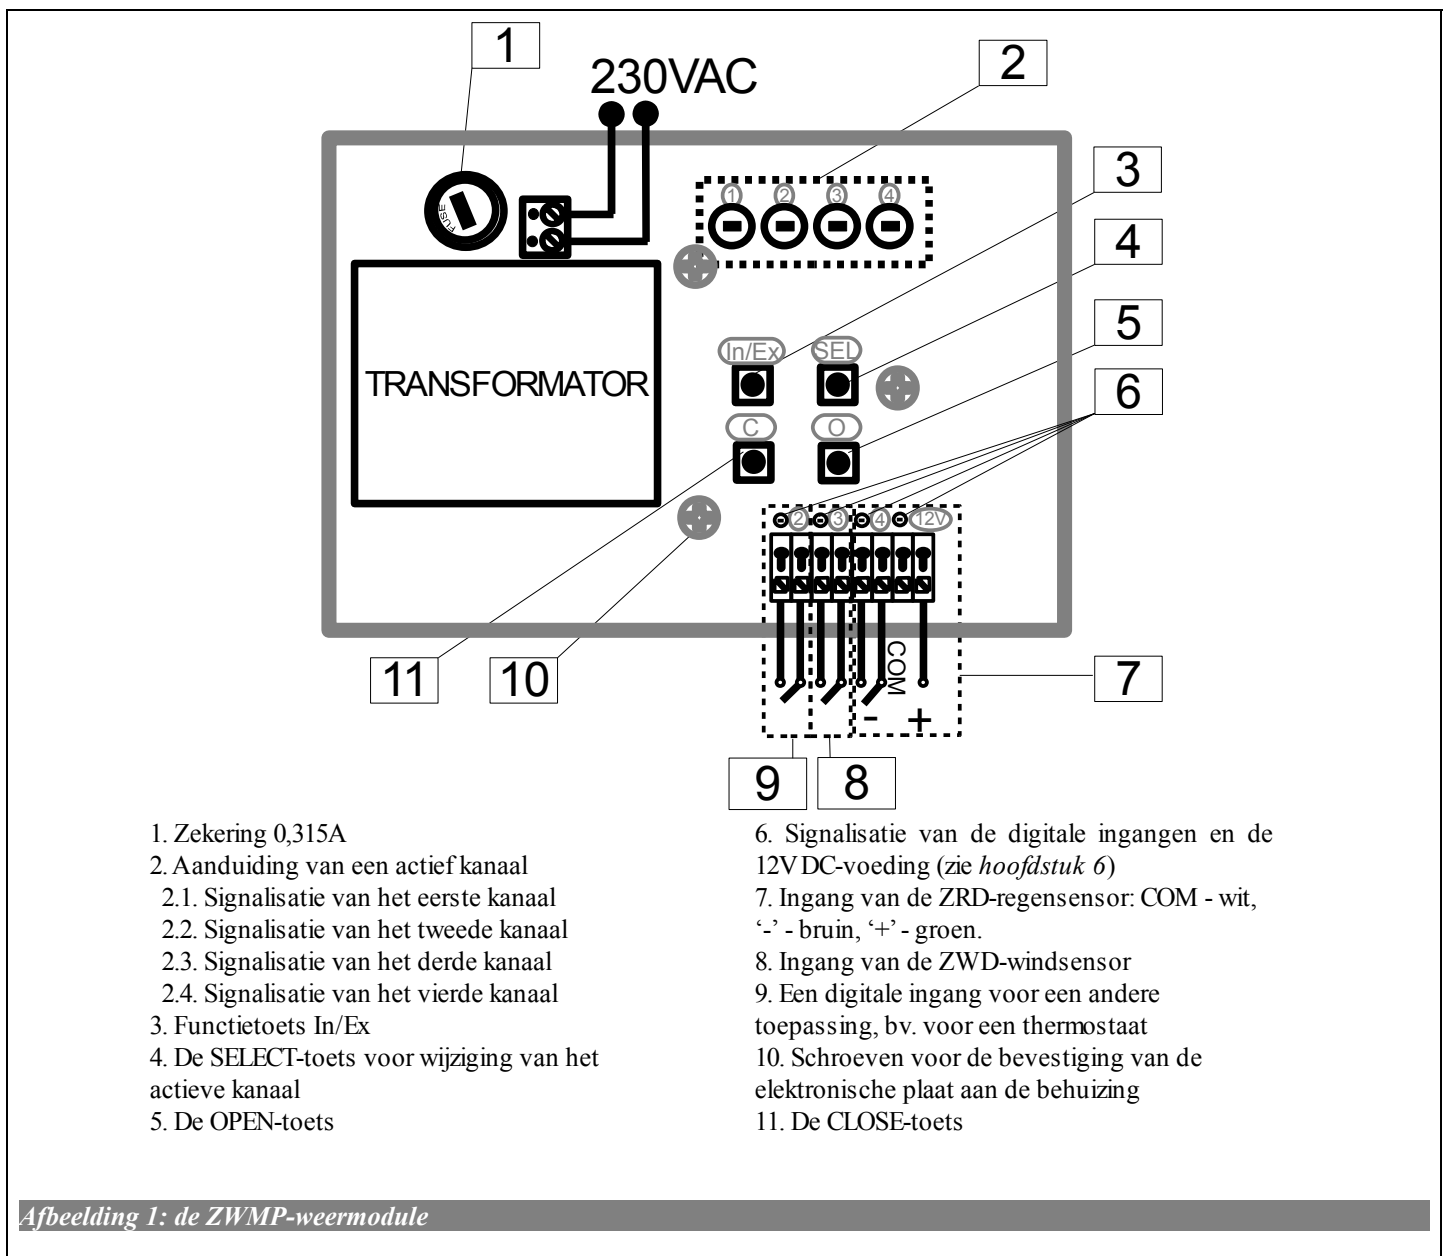 1
230VAC
2
3
1 2 3 4
FUSE
4
5
In/Ex SEL
TRANSFORMATOR
6
C O
2 3 4 12V
COM
- +
11 10 7
9 8
1. Zekering 0,315A
2. Aanduiding van een actief kanaal
2.1. Signalisatie van het eerste kanaal
2.2. Signalisatie van het tweede kanaal
2.3. Signalisatie van het derde kanaal
2.4. Signalisatie van het vierde kanaal
3. Functietoets In/Ex
4. De SELECT-toets voor wijziging van het
actieve kanaal
5. De OPEN-toets
6. Signalisatie van de digitale ingangen en de
12VDC-voeding (zie hoofdstuk 6)
7. Ingang van de ZRD-regensensor: COM - wit,
‘-’ - bruin, ‘+’ - groen.
8. Ingang van de ZWD-windsensor
9. Een digitale ingang voor een andere
toepassing, bv. voor een thermostaat
10. Schroeven voor de bevestiging van de
elektronische plaat aan de behuizing
11. De CLOSE-toets
Afbeelding 1: de ZWMP-weermodule